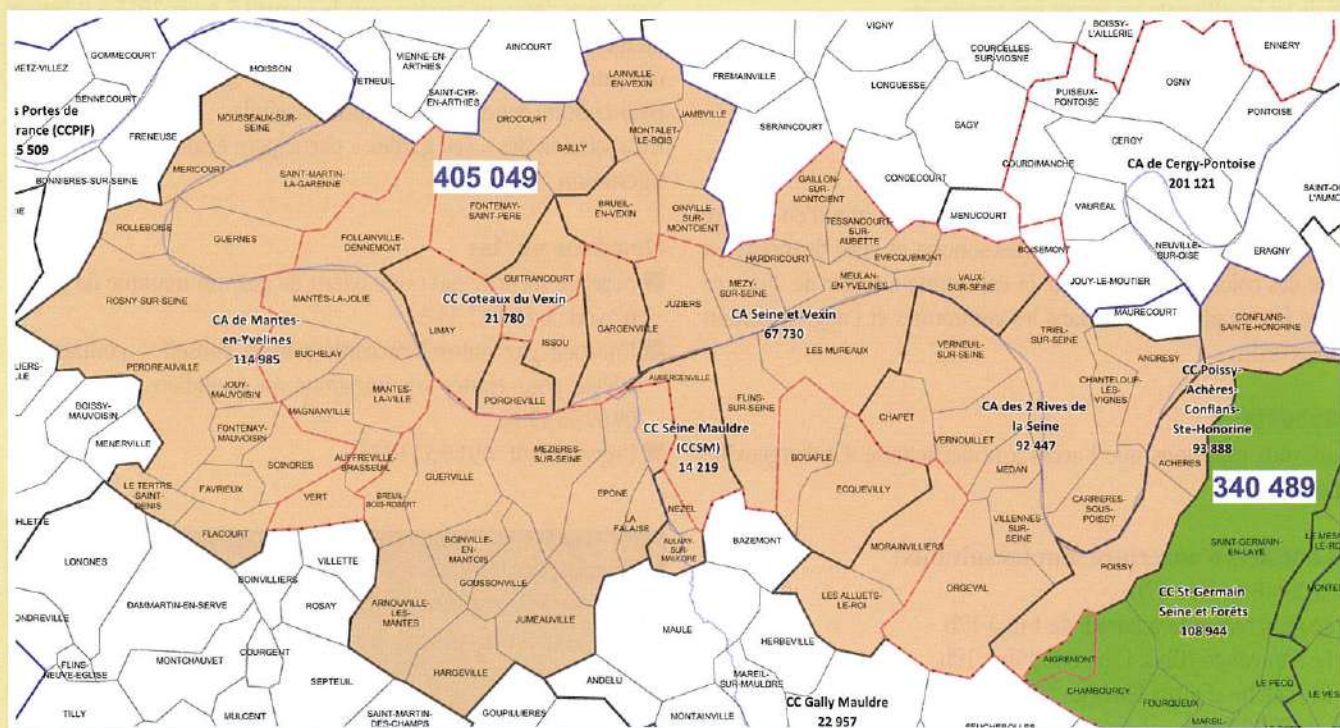 GOMMECOURT
METZ-VILLEZ
BENNECOURT
MOISSON
VIENNE-EN-
ARTHIES
VETHEUIL
SAINT-CYR-
EN-ARTHIES
AINCOURT
LAINVILLE-
EN-VEXIN
FREMAINVILLE
VIGNY
LONGUESSE
COURCELLES-
SUR-VIOSNE
BOISSY-
L'AILLERIE
PUISEUX-
PONTOISE
OSNY
ENNERY
PONTOISE
s Portes de
rance (CCPIF)
5 509
FRENEUSE
BONNIERES-SUR-SEINE
MOUSSEAUX-SUR-
SEINE
MERICOURT
SAINT-MARTIN-
LA-GARENNE
DROCOURT
SAILLY
MONTALET-
LE-BOIS
JAMBVILLE
SERAINCOURT
SAGY
CERGY
COURDIMANCHE
CA de Cergy-Pontoise
201 121
405 049
CONDECOURT
MENUCOURT
VAUREAL
SAINT-OU
L'AUMO
ROLLEBOISE
GUERNES
FOLLAINVILLE-
DENNEMONT
FONTENAY-
SAINT-PERE
BRUEIL-
EN-VEXIN
OINVILLE-
SUR-
MONTCIENT
GAILLON-
SUR-
MONTCIENT
TESSANCOURT-
SUR-
AUBETTE
HARDRICOURT
EVECQUEMONT
BOISEMONT
NEUVILLE-
SUR-OISE
ERAGNY
JOUY-LE-MOUTIER
MAURECOURT
ROSNY-SUR-SEINE
MANTES-LA-JOLIE
GUITRANCOURT
CC Coteaux du Vexin
21 780
LIMAY
ISSOU
GARGENVILLE
JUZIERS
MEZY-
SUR-SEINE
MEULAN-
EN-YVELINES
VAUX-
SUR-SEINE
CA Seine et Vexin
67 730
TRIEL-
SUR-SEINE
CONFLANS-
SAINTE-HONORINE
CA de Mantes-
en-Yvelines
114 985
BUCHELAY
PERDREAUVILLE
JOUY-
MAUVOISIN
MAGNANVILLE
MANTES-
LA-VILLE
PORCHEVILLE
AUBERGENVILLE
FLINS-
SUR-SEINE
LES MUREAUX
VERNEUIL-
SUR-SEINE
ANDRESY
CHANTELOUP-
LES-
VIGNES
CC Poissy-
Achères-
Conflans-
Ste-Honorine
93 888
BOISSY-
MAUVOISIN
MENERVILLE
FONTENAY-
MAUVOISIN
SOINDRES
AUFFREVILLE-
BRASSEUIL
GUERVILLE
MEZIERES-
SUR-SEINE
CC Seine Mauldre
(CCSM)
14 219
CHAPET
VERNOUILLET
CA des 2 Rives de
la Seine
92 447
BOUAFLE
ECQUEVILLY
MEDAN
ACHERES
LE TERTRE
SAINT-
DENIS
FAVRIEUX
VERT
BREUIL-
BOIS-ROBERT
EPONE
NEZEL
CARRIERES-
SOUS-
POISSY
340 489
FLACOURT
LA
FALAISE
AULNAY-
SUR-
MAULDRE
BAZEMONT
VILLENNES-
SUR-
SEINE
MORAINVILLIERS
POISSY
SAINT-GERMAIN-
EN-LAYE
LE MESN
LE-RO
LONGNES
BOINVILLIERS
VILLETTE
BOINVILLE-
EN-
MANTOIS
GOUSSONVILLE
ORGEVAL
CC St-Germain
Seine et Forêts
108 944
MONTE
DAMMARTIN-EN-SERVE
ROSAY
ARNOUVILLE-
LES-
MANTES
JUMEAUVILLE
MAULE
HERBEVILLE
LES ALLUETS-
LE-ROI
ONDREVILLE
FLINS-
NEUVE-EGLISE
MONTCHAUVET
COURGENT
HARGEVILLE
MAREIL-
SUR-MAULDRE
AIGREMONT
CHAMBOURCY
LE PECQ
TILLY
MULCENT
SEPTEUIL
SAINT-MARTIN-
DES-CHAMPS
GOUPILLIERES
ANDELU
MONTAINVILLE
CC Gally Mauldre
22 957
FEUCHEROLLES
FOURQUEUX
MAREIL-
LE VES